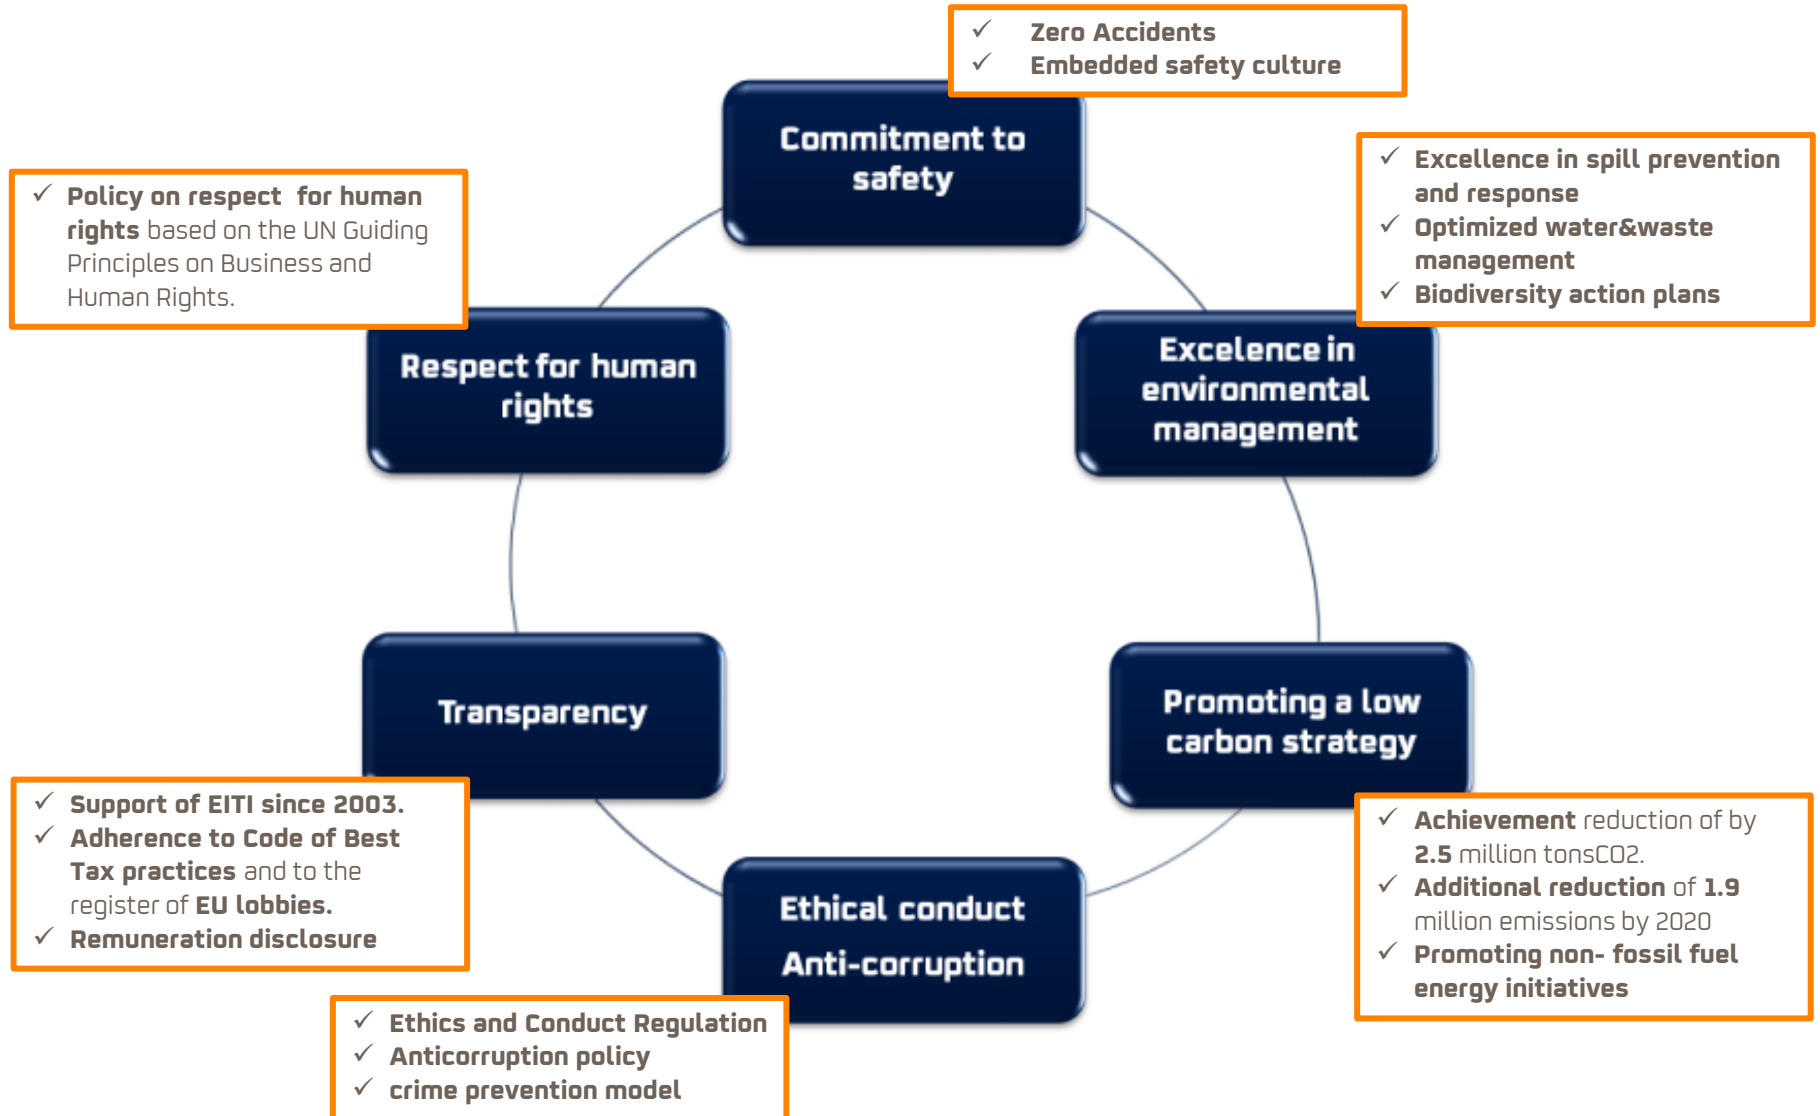 ✓ Zero Accidents
✓ Embedded safety culture
Commitment to
safety
✓ Excellence in spill prevention
and response
✓ Optimized water&waste
management
✓ Biodiversity action plans
Excelence in
environmental
management
Promoting a low
carbon strategy
✓ Achievement reduction of by
2.5 million tonsCO2.
✓ Additional reduction of 1.9
million emissions by 2020
✓ Promoting non- fossil fuel
energy initiatives
Ethical conduct
Anti-corruption
✓ Ethics and Conduct Regulation
✓ Anticorruption policy
✓ crime prevention model
Transparency
✓ Support of EITI since 2003.
✓ Adherence to Code of Best
Tax practices and to the
register of EU lobbies.
✓ Remuneration disclosure
✓ Policy on respect for human
rights based on the UN Guiding
Principles on Business and
Human Rights.
Respect for human
rights